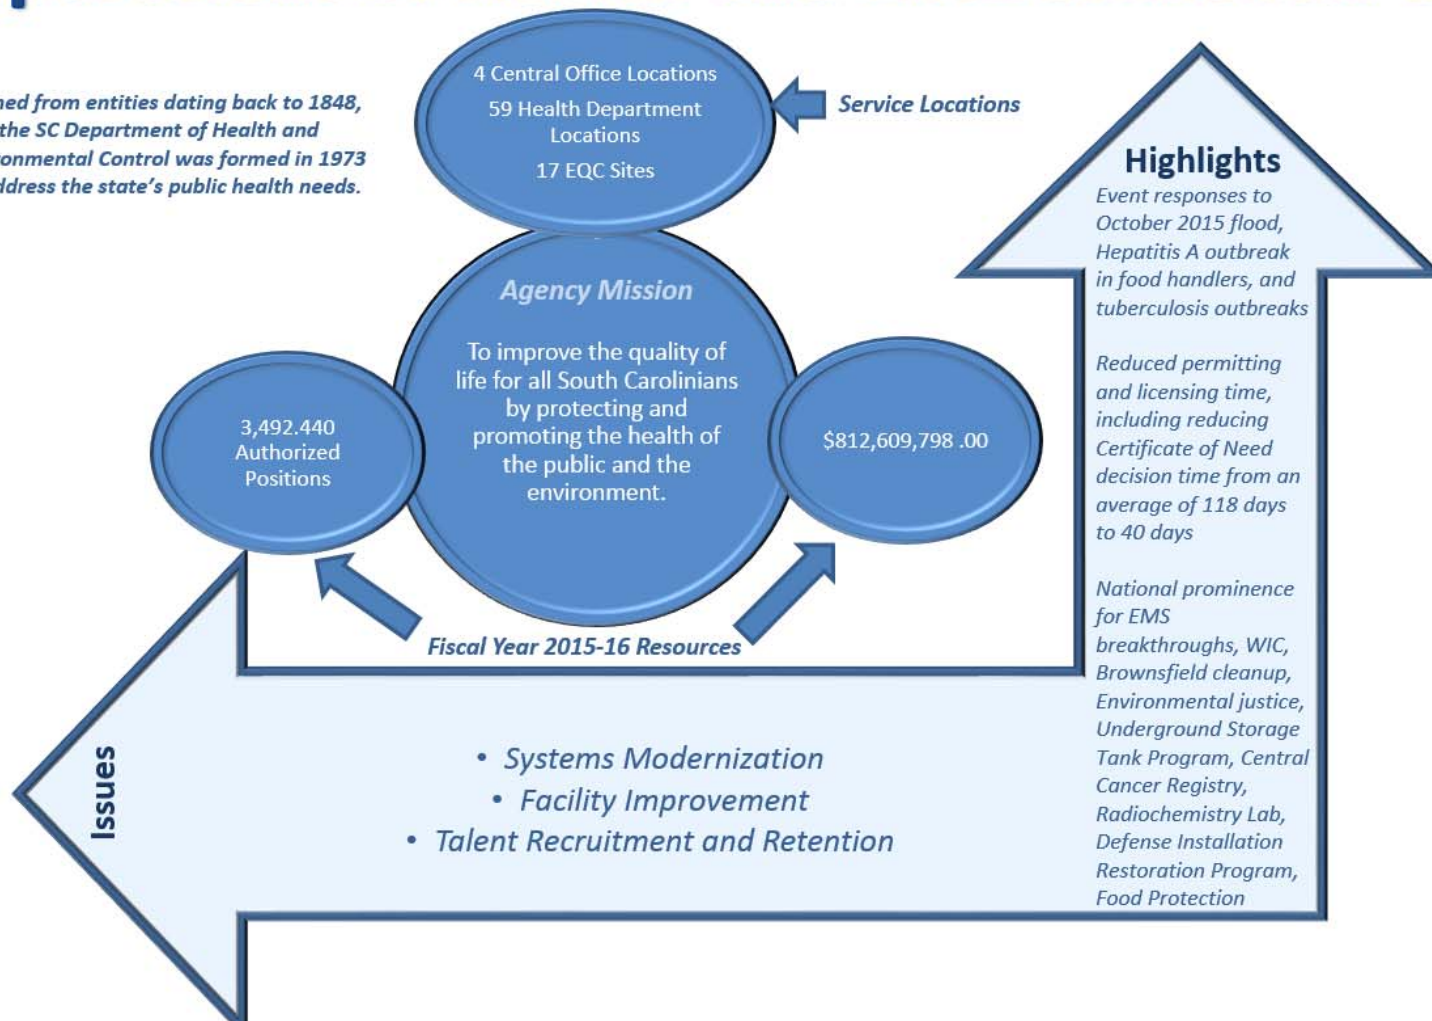 from entities dating back to 1848,
the SC Department of Health and
Control was formed in 1973
the state's public health needs.
4 Central Office Locations
59 Health Department
Locations
17 EQC Sites
Service Locations
Agency Mission
To improve the quality of
life for all South Carolinians
by protecting and
promoting the health of
the public and the
environment.
3,492.440
Authorized
Positions
$812,609,798 .00
Fiscal Year 2015-16 Resources
Highlights
Event responses to
October 2015 flood,
Hepatitis A outbreak
in food handlers, and
tuberculosis outbreaks
Reduced permitting
and licensing time,
including reducing
Certificate of Need
decision time from an
average of 118 days
to 40 days
National prominence
for EMS
breakthroughs, WIC,
Brownsfield cleanup,
Environmental justice,
Underground Storage
Tank Program, Central
Cancer Registry,
Radiochemistry Lab,
Defense Installation
Restoration Program,
Food Protection
Issues
• Systems Modernization
• Facility Improvement
• Talent Recruitment and Retention